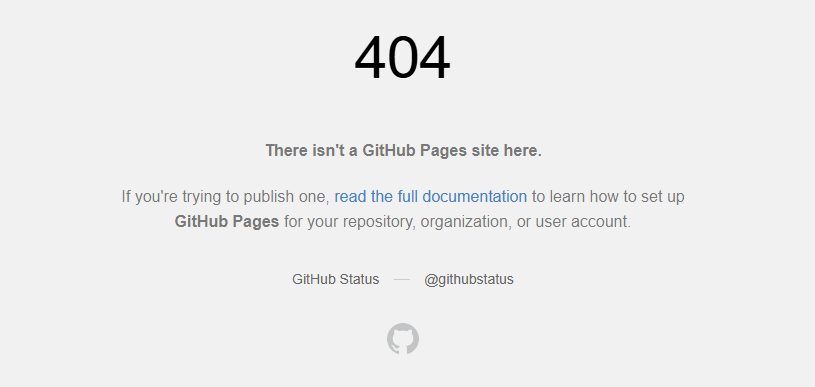 404
There isn't a GitHub Pages site here.
If you're trying to publish one, read the full documentation to learn how to set up
GitHub Pages for your repository, organization, or user account.
GitHub Status — @githubstatus